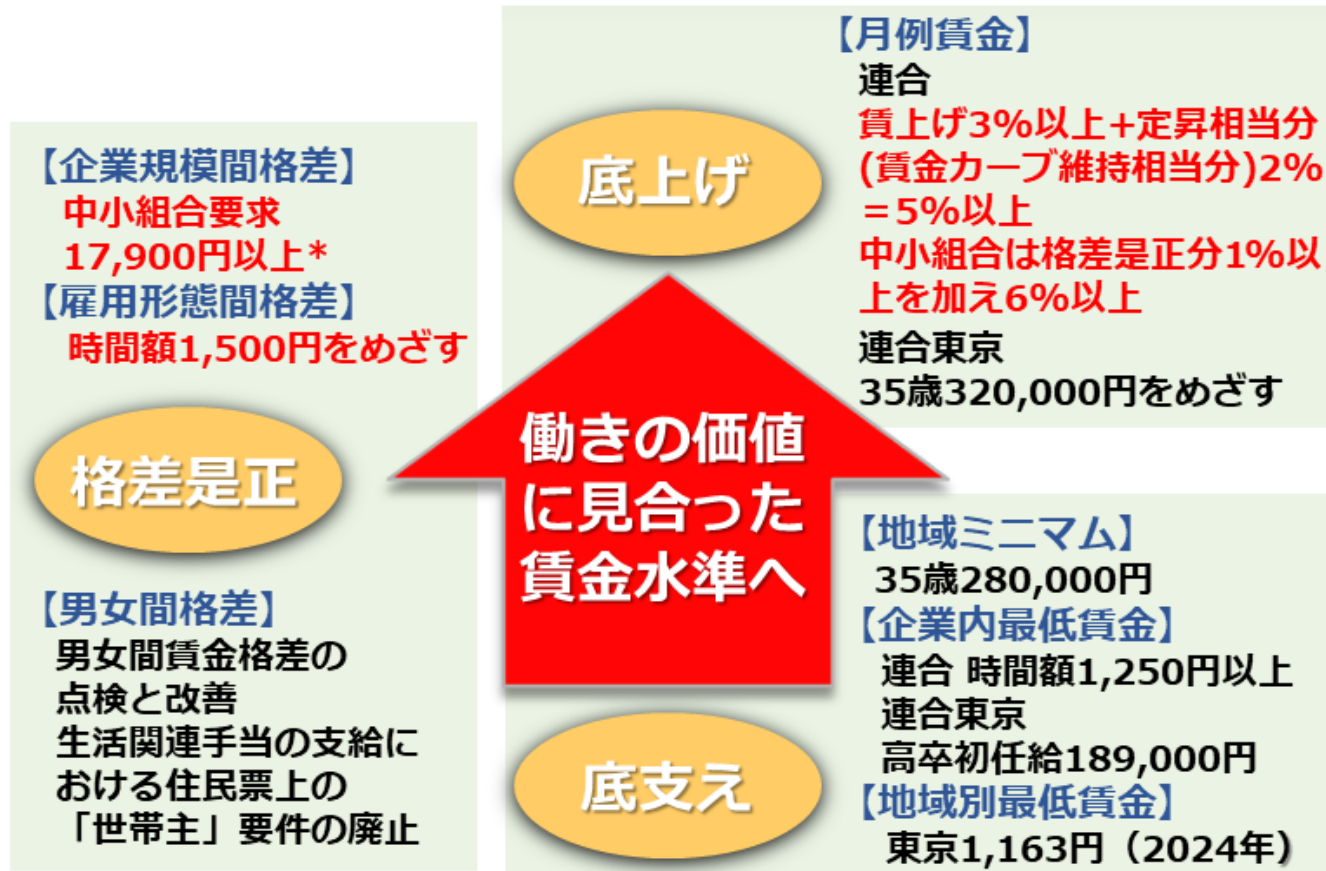 【企業規模間格差】
中小組合要求
17,900円以上*
【雇用形態間格差】
時間額1,500円をめざす
格差是正
【男女間格差】
男女間賃金格差の
点検と改善
生活関連手当の支給に
おける住民票上の
「世帯主」要件の廃止
底上げ
【月例賃金】
連合
賃上げ3%以上+定昇相当分
(賃金カーブ維持相当分)2%
=5%以上
中小組合は格差是正分1%以
上を加え6%以上
連合東京
35歳320,000円をめざす
働きの価値
に見合った
賃金水準へ
底支え
【地域ミニマム】
35歳280,000円
【企業内最低賃金】
連合 時間額1,250円以上
連合東京
高卒初任給189,000円
【地域別最低賃金】
東京1,163円(2024年)